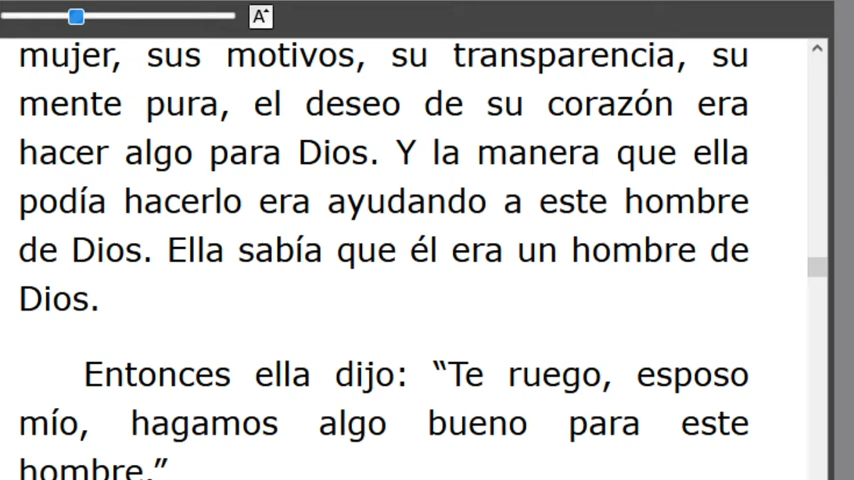 A
mujer, sus motivos, su transparencia, su
mente pura, el deseo de su corazón era
hacer algo para Dios. Y la manera que ella
podía hacerlo era ayudando a este hombre
de Dios. Ella sabía que él era un hombre de
Dios.
Entonces ella dijo: “Te ruego, esposo
mío, hagamos algo bueno para este
hombre.”